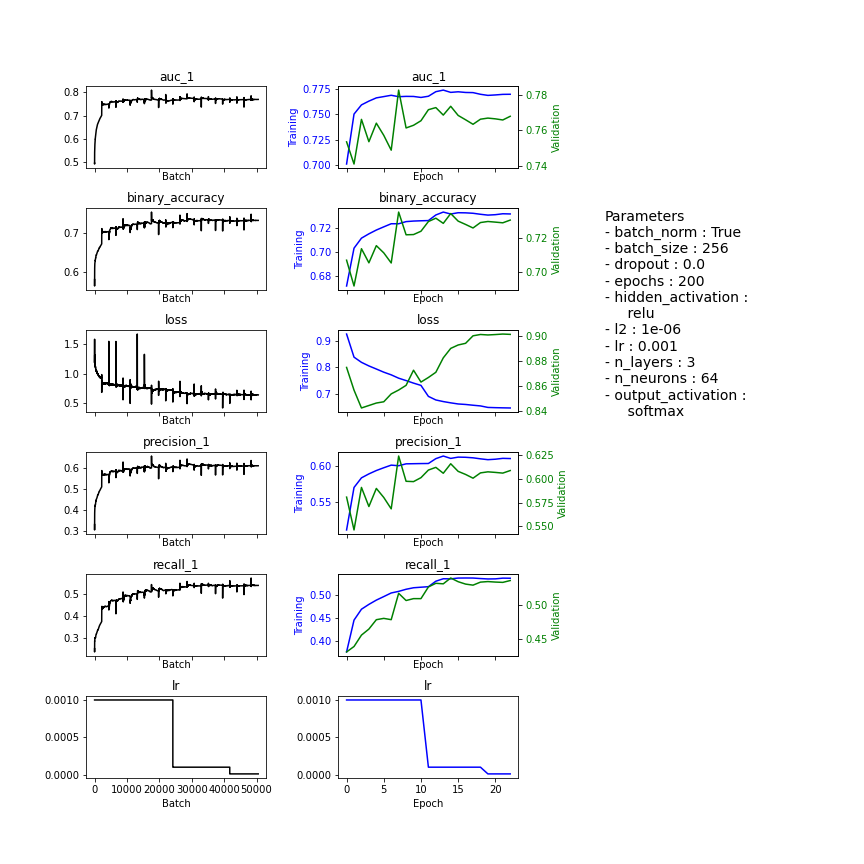 auc_1
0.8
0.7
0.6
0.5
Batch
auc_1
0.775
0.750
0.725
0.700
Training
0.78
0.76
0.74
Validation
Epoch
binary_accuracy
0.7
0.6
Batch
binary_accuracy
0.72
0.70
0.68
Training
0.72
0.70
Validation
Epoch
loss
1.5
1.0
0.5
Batch
loss
0.9
0.8
0.7
Training
0.90
0.88
0.86
0.84
Validation
Epoch
precision_1
0.6
0.5
0.4
0.3
Batch
precision_1
0.60
0.55
Training
0.625
0.600
0.575
0.550
Validation
Epoch
recall_1
0.5
0.4
0.3
Batch
recall_1
0.50
0.45
0.40
Training
0.50
0.45
Validation
Epoch
lr
0.0010
0.0005
0.0000
0 10000 20000 30000 40000 50000
Batch
lr
0.0010
0.0005
0.0000
0 5 10 15 20
Epoch
Parameters
- batch_norm : True
- batch_size : 256
- dropout : 0.0
- epochs : 200
- hidden_activation :
relu
- l2 : 1e-06
- lr : 0.001
- n_layers : 3
- n_neurons : 64
- output_activation :
softmax